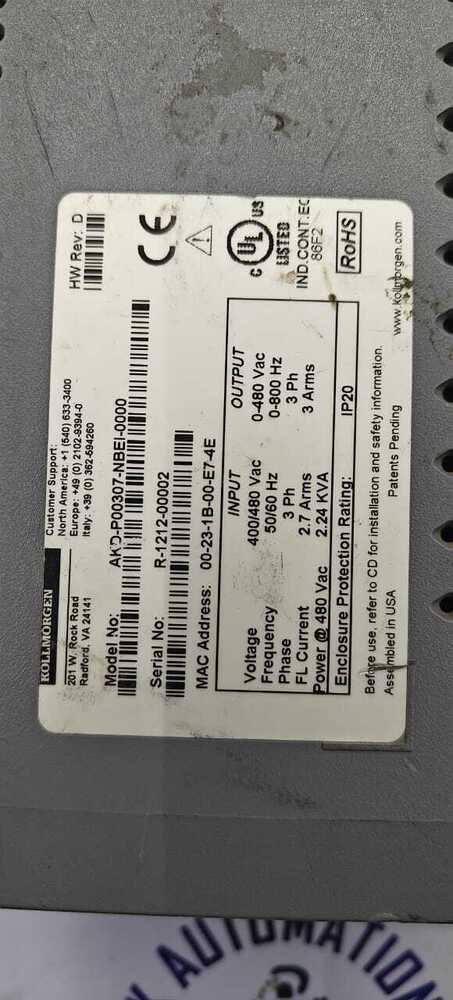 KOLLMORGEN
201 W. Rock Road
Radford, VA 24141
Customer Support:
North America: +1 (540) 633-3400
Europe: +49 (0) 2102-9394-0
Italy: +39 (0) 362-594260
HW Rev: D
Model No: AKD-P00307-NBEI-0000
Serial No: R-1212-00002
MAC Address: 00-23-1B-00-E7-4E
CE
C UL US
LISTED
IND.CONT.EQ
86F2
RoHS
INPUT OUTPUT
Voltage 400/480 Vac 0-480 Vac
Frequency 50/60 Hz 0-800 Hz
Phase 3 Ph 3 Ph
FL Current 2.7 Arms 3 Arms
Power @ 480 Vac 2.24 KVA
Enclosure Protection Rating: IP20
Before use, refer to CD for installation and safety information.
Assembled in USA Patents Pending www.kollmorgen.com
AUTOMATION